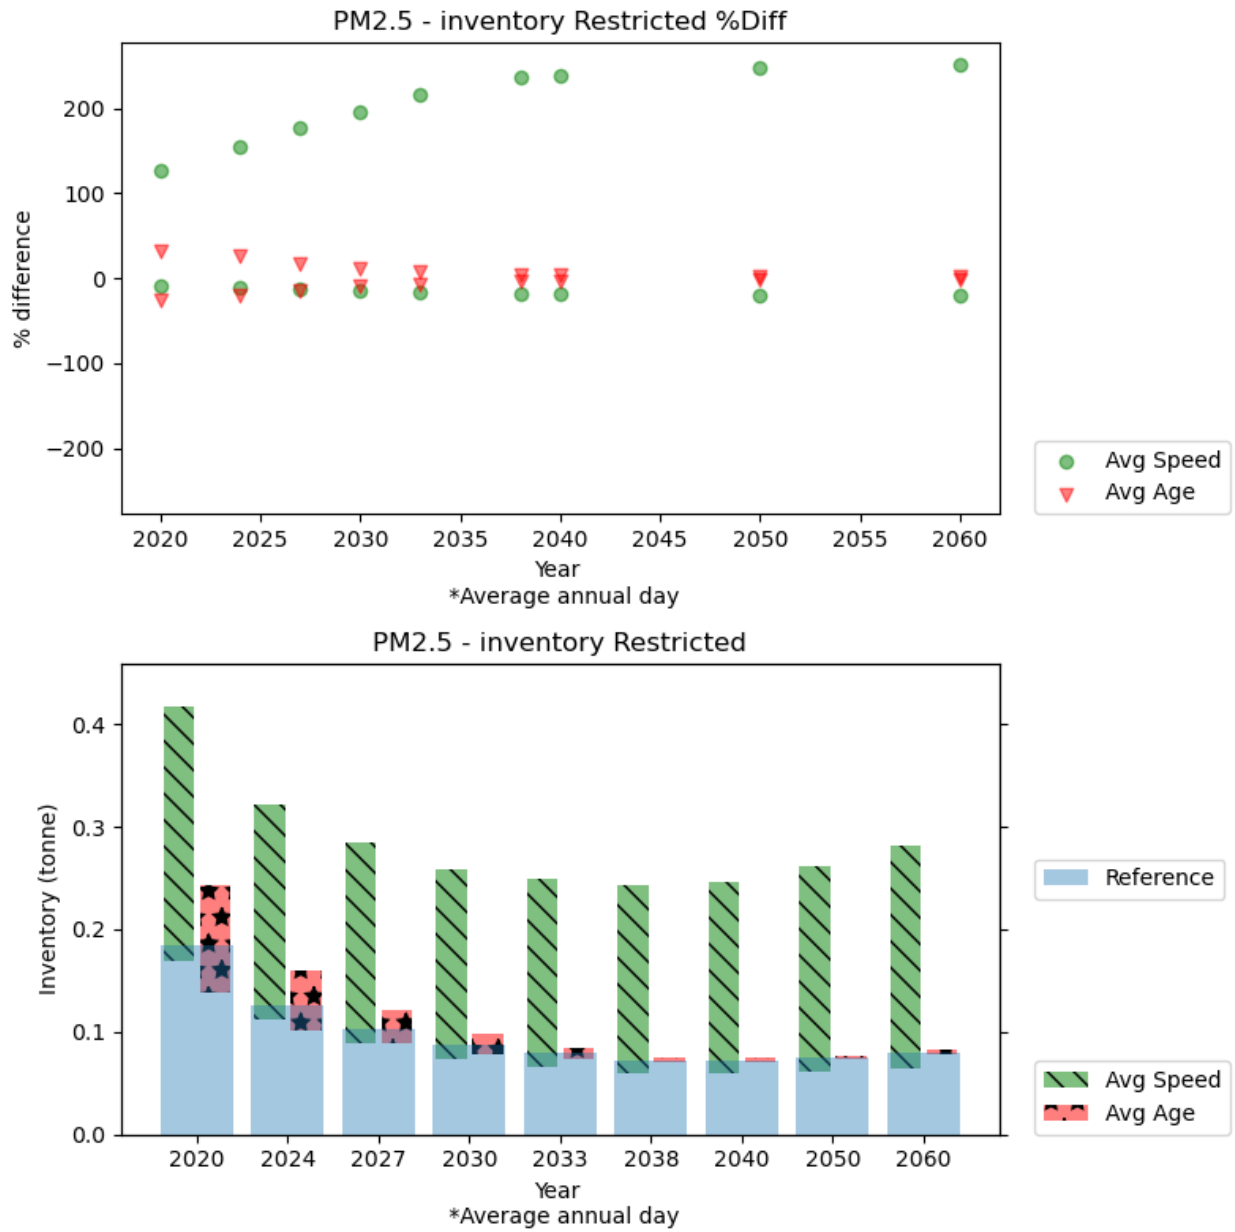 PM2.5 - inventory Restricted %Diff
200
100
0
−100
−200
% difference
2020 2025 2030 2035 2040 2045 2050 2055 2060
Year
*Average annual day
Avg Speed
Avg Age
PM2.5 - inventory Restricted
0.4
0.3
0.2
0.1
0.0
Inventory (tonne)
2020 2024 2027 2030 2033 2038 2040 2050 2060
Year
*Average annual day
Reference
Avg Speed
Avg Age